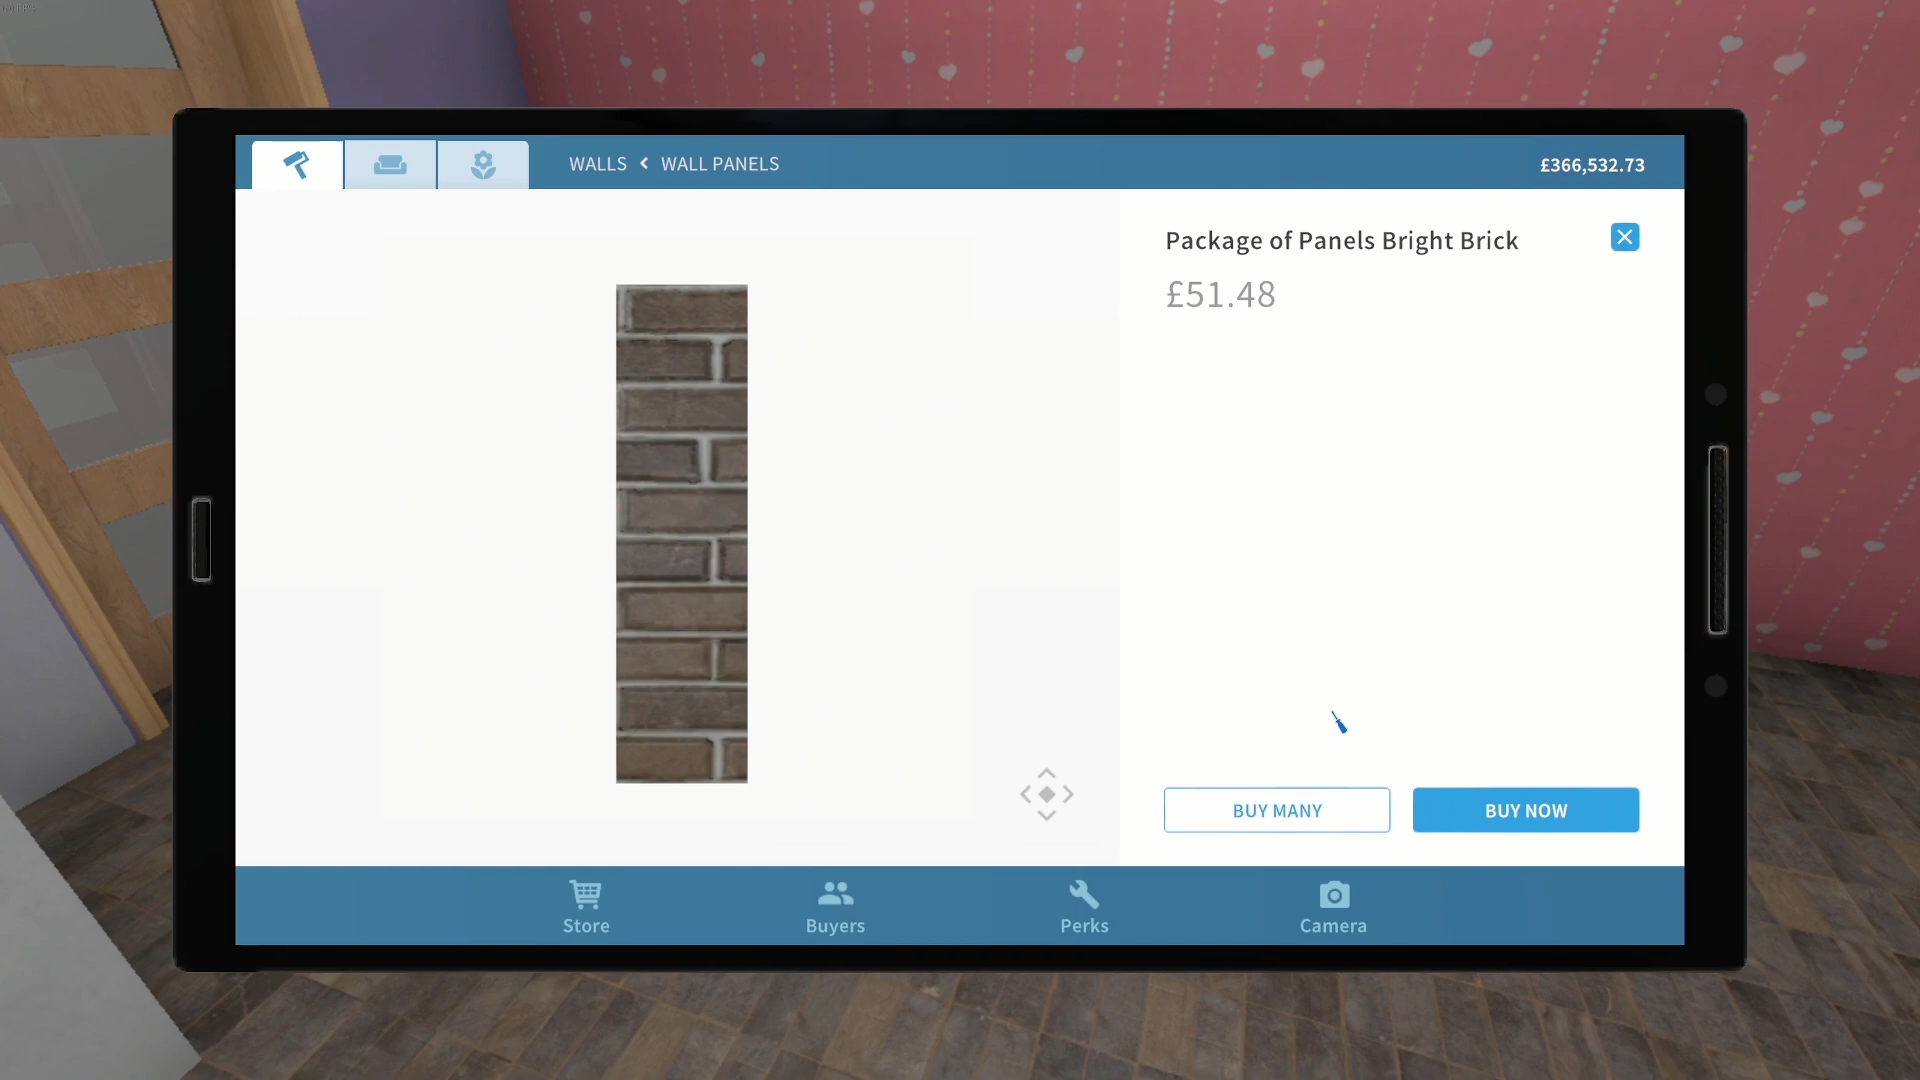 WALLS < WALL PANELS
£366,532.73
Package of Panels Bright Brick
£51.48
BUY MANY
BUY NOW
Store
Buyers
Perks
Camera